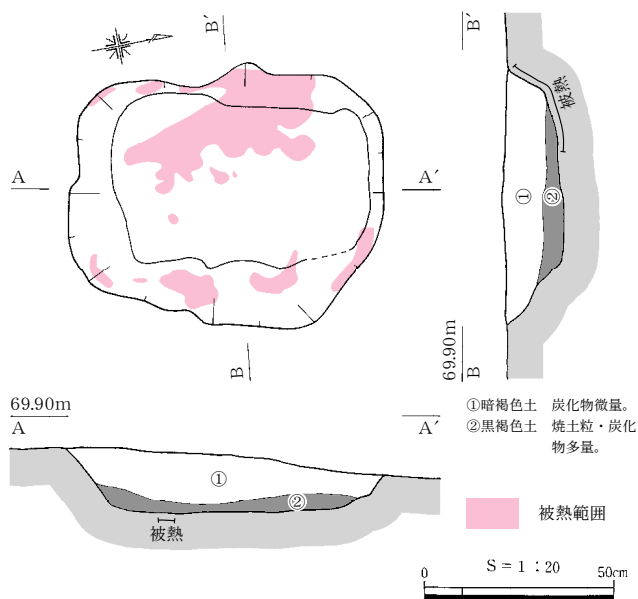 B′
B′
被熱
A
A′
①
②
B
69.90m
B
69.90m
A
A′
①暗褐色土 炭化物微量。
②黒褐色土 焼土粒・炭化
物多量。
①
②
被熱
被熱範囲
S = 1 : 20
0
50cm